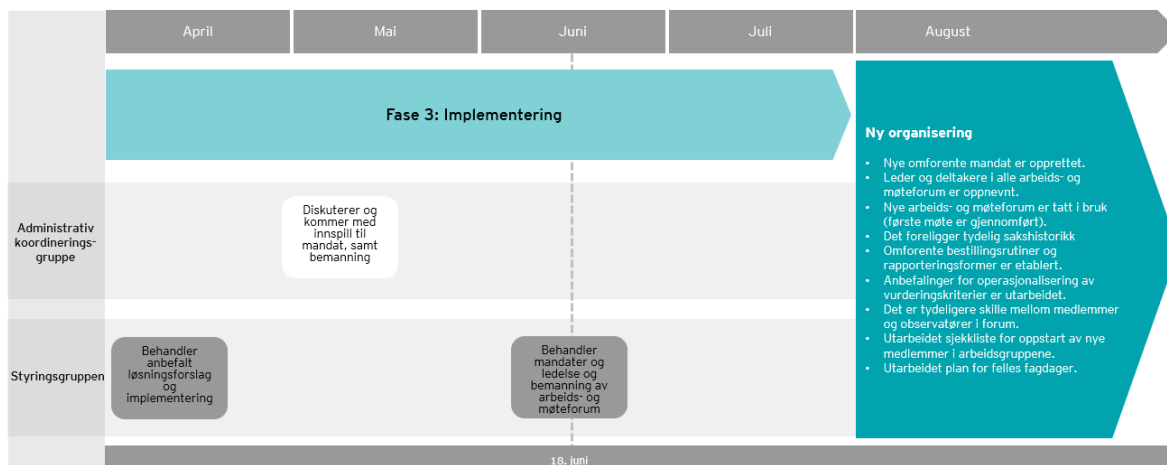 April
Mai
Juni
Juli
August
Fase 3: Implementering
Ny organisering
• Nye omforente mandat er opprettet.
• Leder og deltakere i alle arbeids- og
møteforum er oppnevnt.
• Nye arbeids- og møteforum er tatt i bruk
(første møte er gjennomført).
• Det foreligger tydelig sakshistorikk
• Omforente bestillingsrutiner og
rapporteringsformer er etablert.
• Anbefalinger for operasjonalisering av
vurderingskriterier er utarbeidet.
• Det er tydeligere skille mellom medlemmer
og observatører i forum.
• Utarbeidet sjekkliste for oppstart av nye
medlemmer i arbeidsgruppene.
• Utarbeidet plan for felles fagdager.
Administrativ
koordinerings-
gruppe
Diskuterer og
kommer med
innspill til
mandat, samt
bemanning
Styringsgruppen
Behandler
anbefalt
løsningsforslag
og
implementering
Behandler
mandater og
ledelse og
bemanning av
arbeids- og
møteforum
18. juni